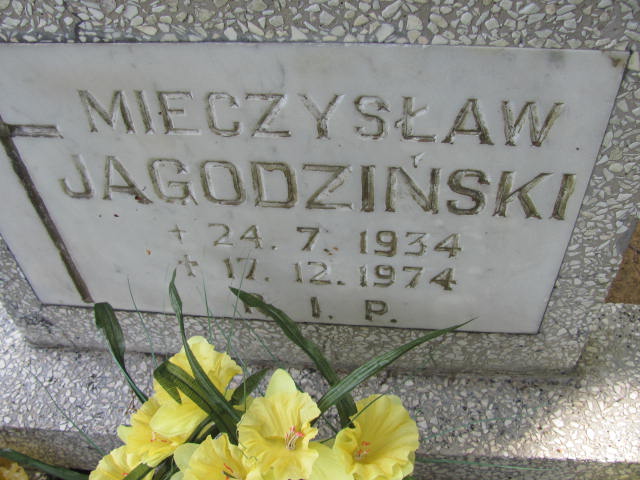 MIECZYSŁAW
JAGODZIŃSKI
+ 24. 7. 1934
+ 17. 12. 1974
I. P.